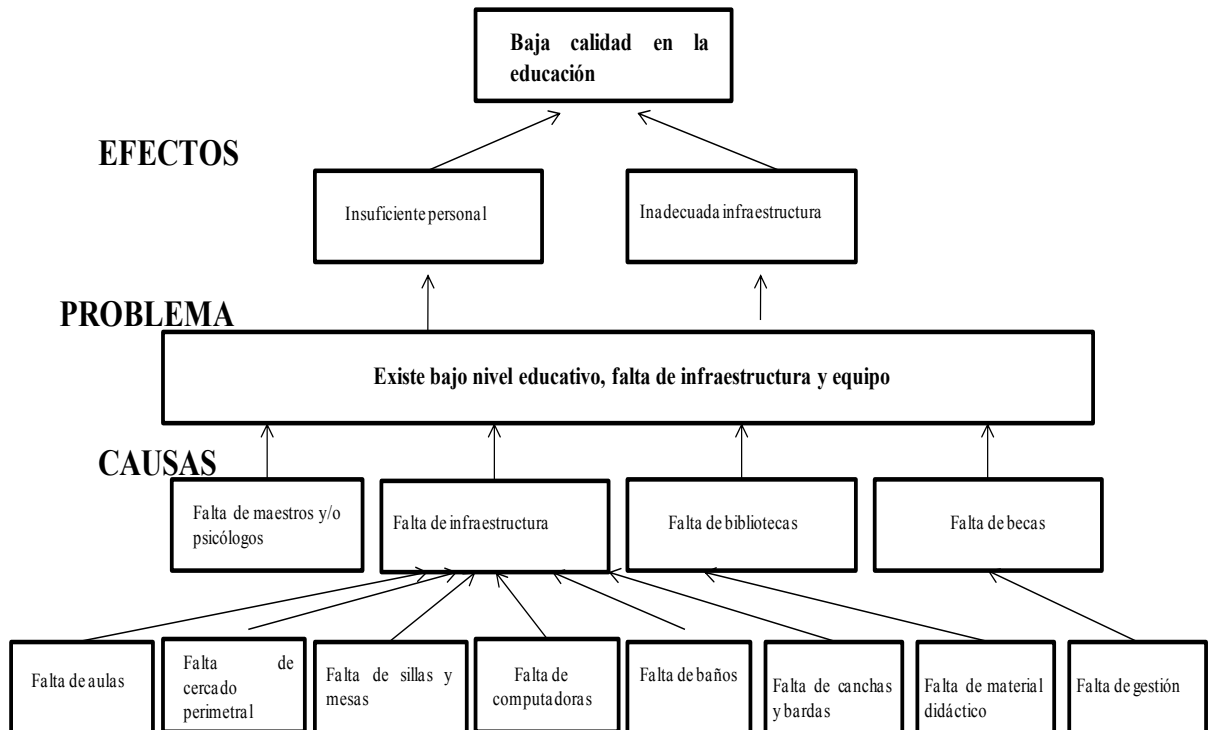 Baja calidad en la
educación
EFECTOS
Insuficiente personal
Inadecuada infraestructura
PROBLEMA
Existe bajo nivel educativo, falta de infraestructura y equipo
CAUSAS
Falta de maestros y/o
psicólogos
Falta de infraestructura
Falta de bibliotecas
Falta de becas
Falta de aulas
Falta de
cercado
perimetral
Falta de sillas y
mesas
Falta de
computadoras
Falta de baños
Falta de canchas
y bardas
Falta de material
didáctico
Falta de gestión